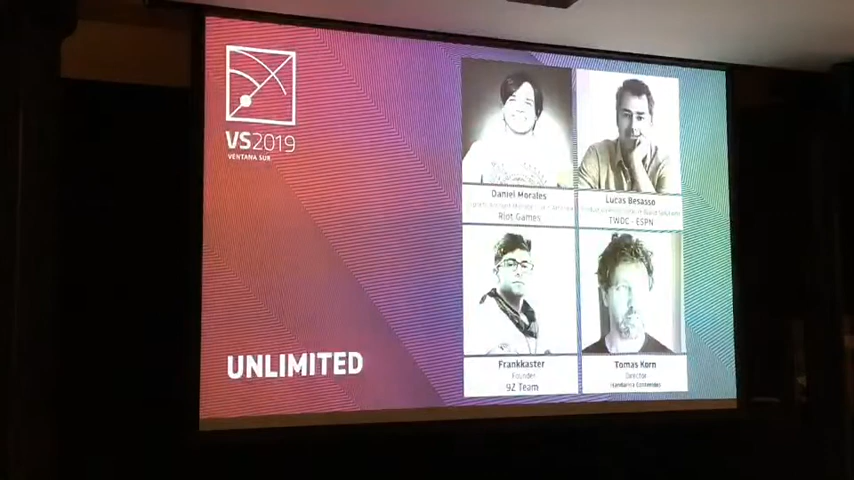 VS2019
VENTANA SUR
UNLIMITED
Daniel Morales
Riot Games
Lucas Besasso
TWDC - ESPN
Frankkaster
Founder
9Z Team
Tomas Korn
Director